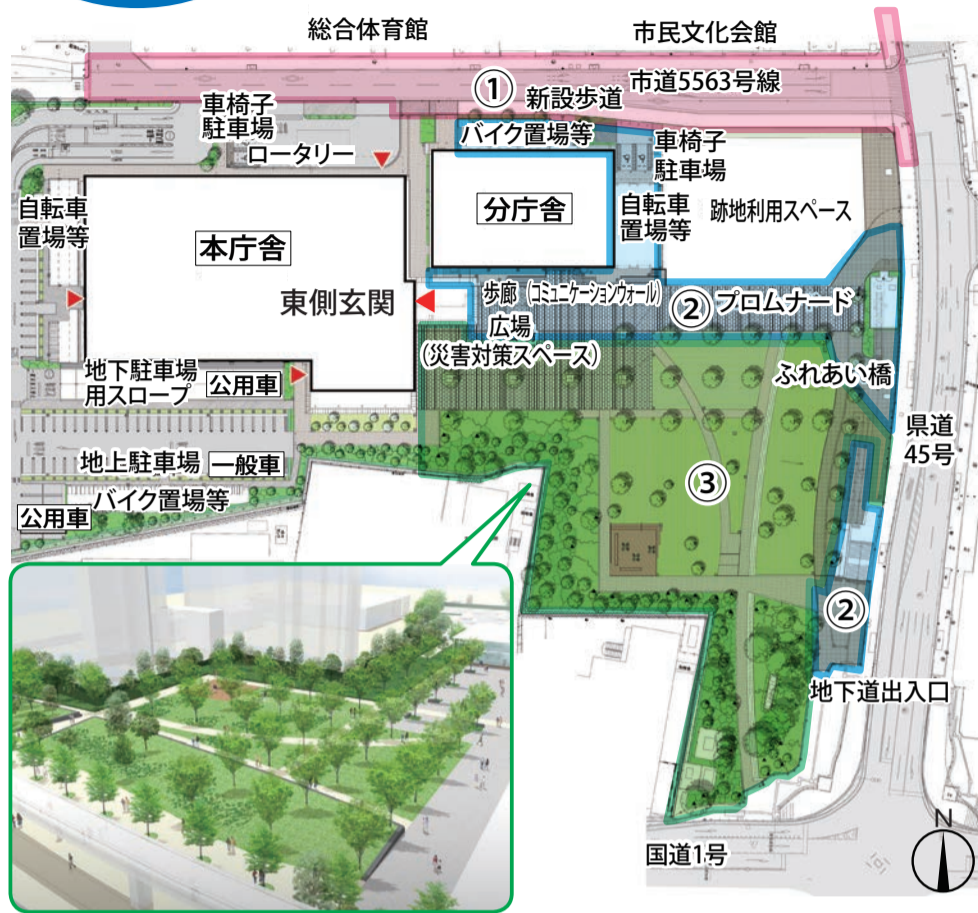 総合体育館
市民文化会館
市道5563号線
①
新設歩道
車椅子
駐車場
ロータリー
バイク置場等
車椅子
駐車場
自転車
置場等
本庁舎
分庁舎
自転車
置場等
跡地利用スペース
東側玄関
歩廊（コミュニケーションウォール）
②プロムナード
広場
（災害対策スペース）
ふれあい橋
地下駐車場
用スロープ
公用車
県道
45号
地上駐車場
一般車
③
バイク置場等
公用車
②
地下道出入口
国道1号
N